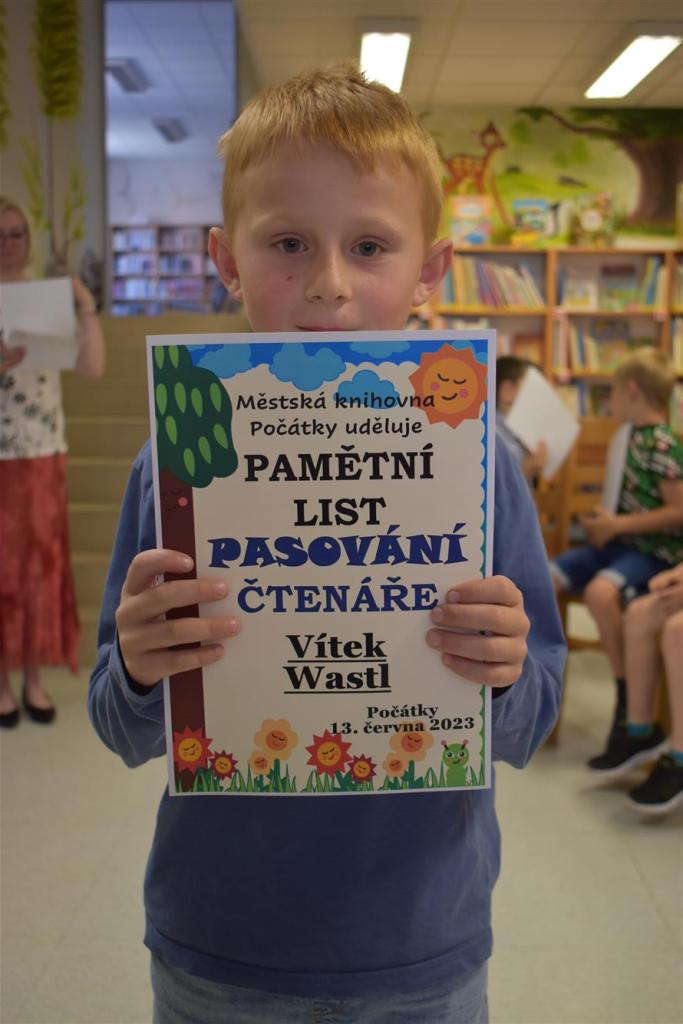 Městská knihovna
Počátky uděluje
PAMĚTNÍ
LIST
PASOVÁNÍ
ČTENÁŘE
Vítek
Wastl
Počátky
13. června 2023